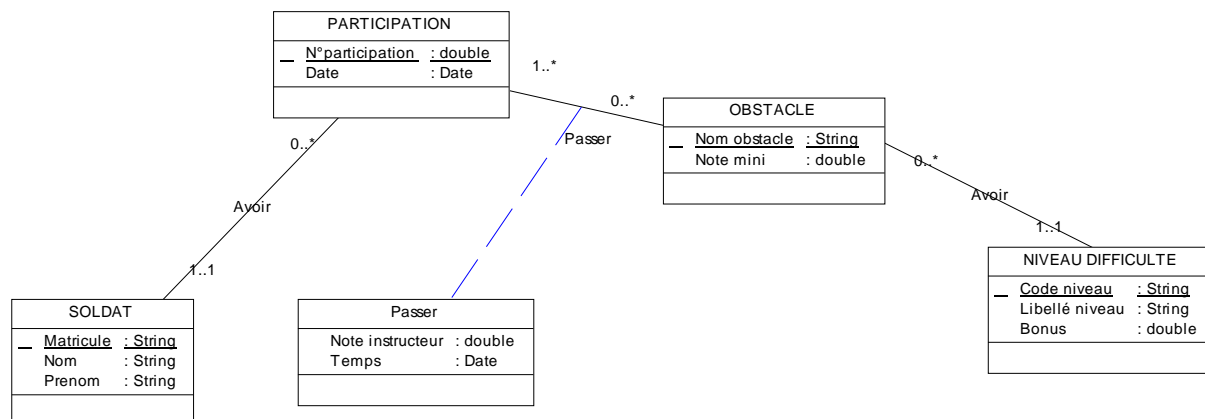 PARTICIPATION
N°participation : double
Date : Date
1..*
0..*
Passer
OBSTACLE
Nom obstacle : String
Note mini : double
0..*
Avoir
1..1
0..*
Avoir
1..1
NIVEAU DIFFICULTE
Code niveau : String
Libellé niveau : String
Bonus : double
SOLDAT
Matricule : String
Nom : String
Prenom : String
Passer
Note instructeur : double
Temps : Date